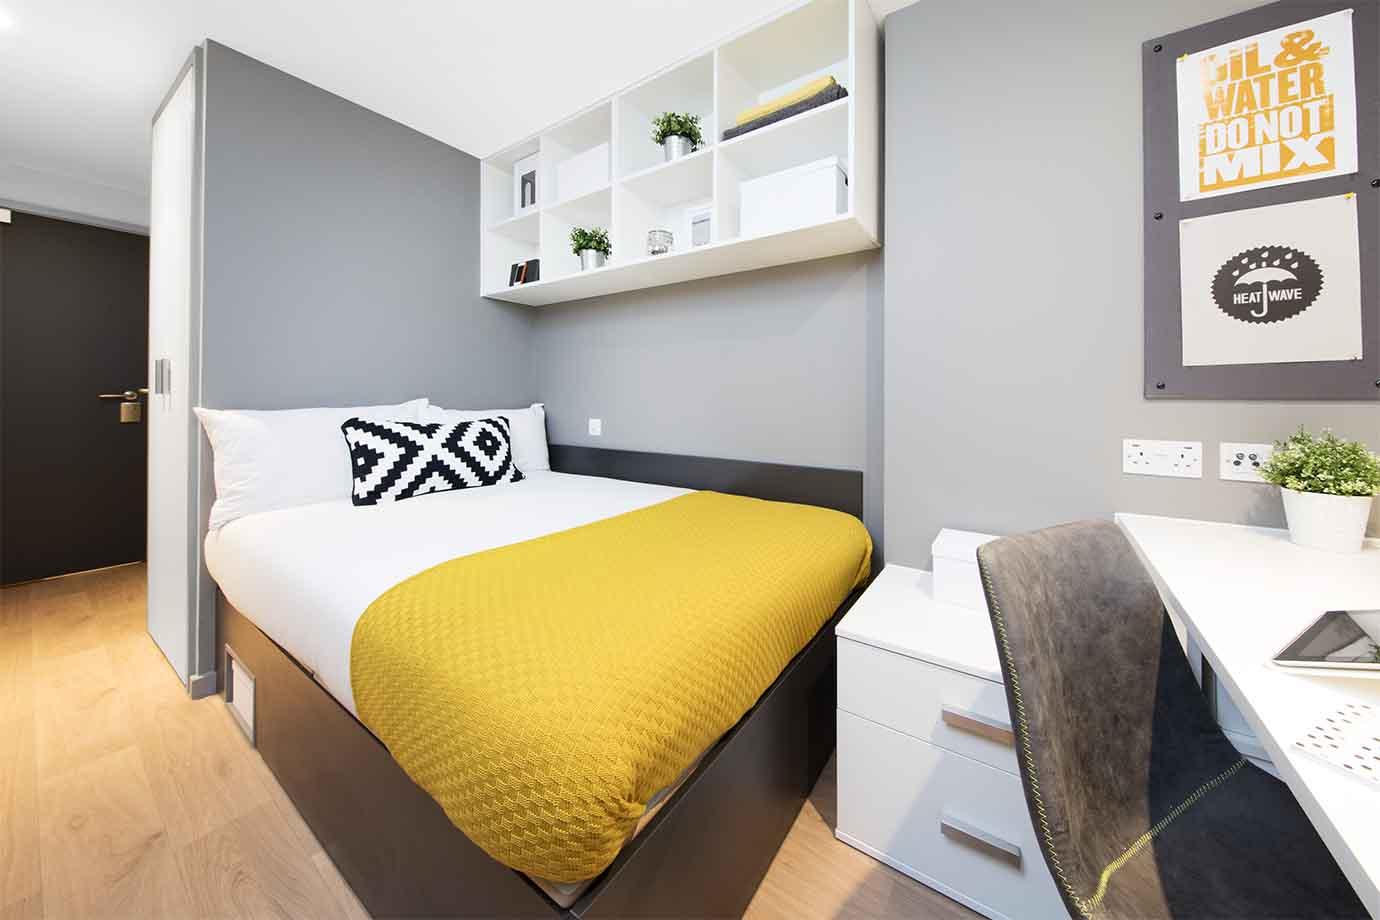 OIL &
WATER
DO NOT
MIX
HEAT WAVE